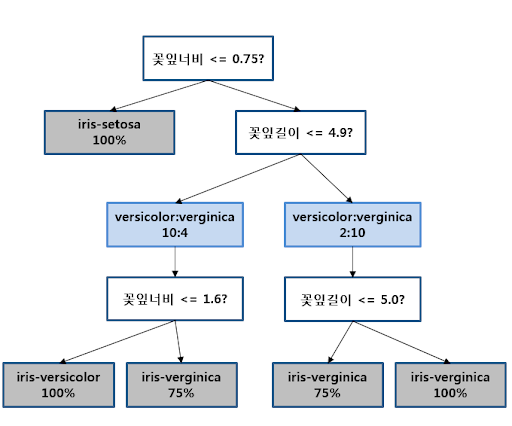 꽃잎너비 <= 0.75?
iris-setosa
100%
꽃잎길이 <= 4.9?
versicolor:verginica
10:4
versicolor:verginica
2:10
꽃잎너비 <= 1.6?
꽃잎길이 <= 5.0?
iris-versicolor
100%
iris-verginica
75%
iris-verginica
75%
iris-verginica
100%